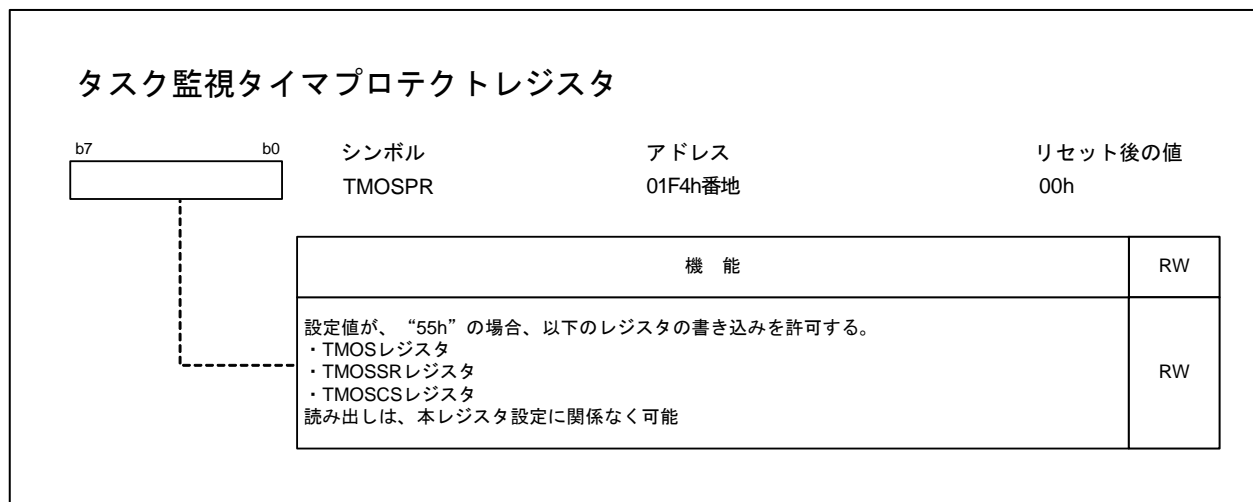 タスク監視タイマプロテクトレジスタ
b7 b0 シンボル アドレス リセット後の値
TMOSPR 01F4h番地 00h
機 能 RW
設定値が、“55h”の場合、以下のレジスタの書き込みを許可する。
・TMOSレジスタ
・TMOSSRレジスタ
・TMOSCSレジスタ
読み出しは、本レジスタ設定に関係なく可能
RW